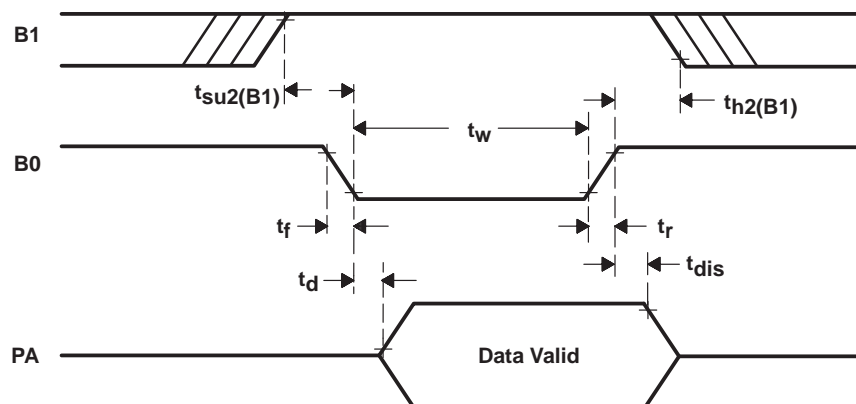 B1
tsu2(B1)
tw
th2(B1)
B0
tf
tr
td
tdis
PA
Data Valid